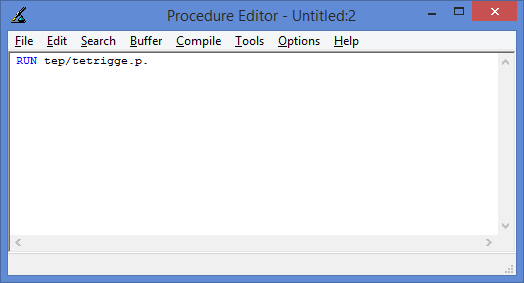 Procedure Editor - Untitled:2
File Edit Search Buffer Compile Tools Options Help
RUN tep/tetrigge.p.